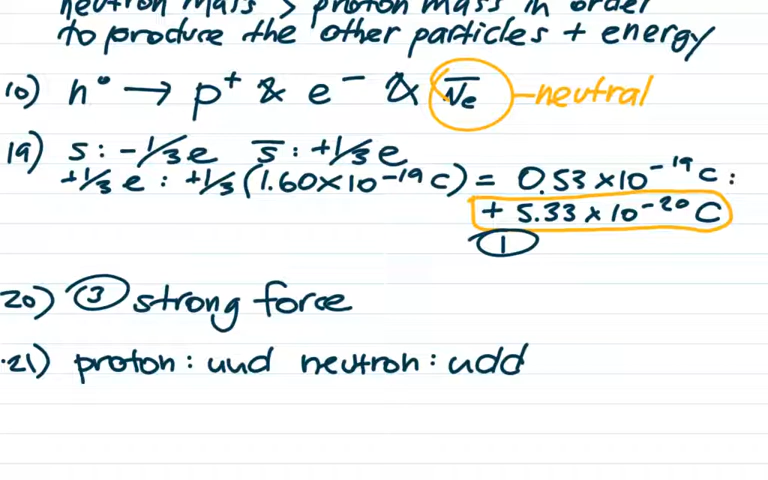 neutron mass > proton mass in order
to produce the other particles + energy
10) n° → p⁺ & e⁻ & ν̅e —neutral
19) s: -1/3e s̅: +1/3e
+1/3e: +1/3(1.60×10⁻¹⁹C) = 0.53×10⁻¹⁹C:
+ 5.33×10⁻²⁰C
1
20) 3 strong force
21) proton: uud neutron: udd